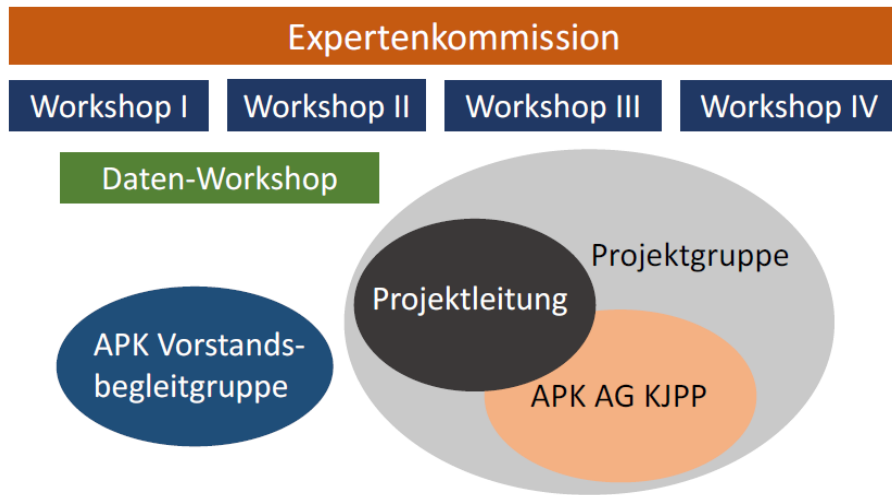 Expertenkommission
Workshop I
Workshop II
Workshop III
Workshop IV
Daten-Workshop
Projektgruppe
Projektleitung
APK Vorstands-
begleitgruppe
APK AG KJPP